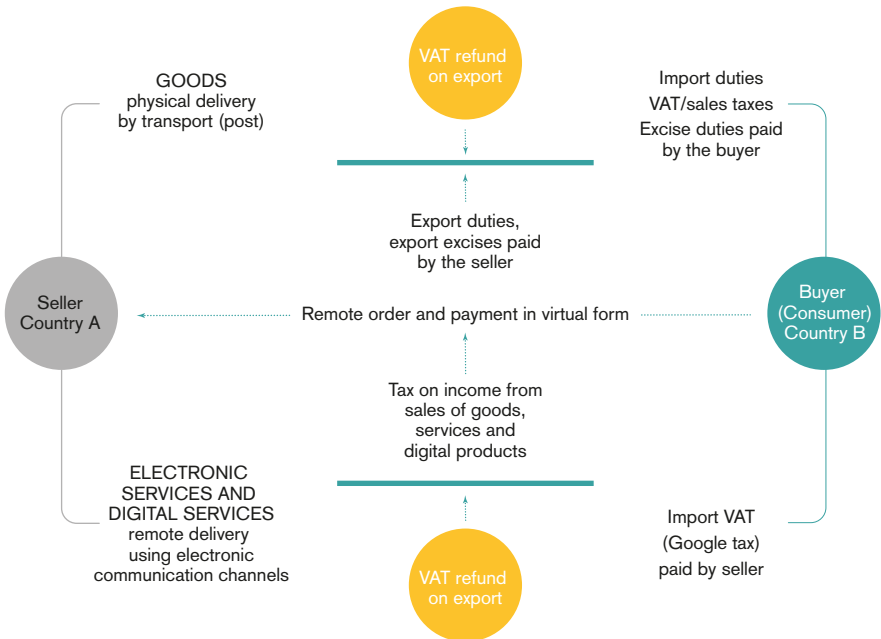 VAT refund
on export
GOODS
physical delivery
by transport (post)
Import duties
VAT/sales taxes
Excise duties paid
by the buyer
Export duties,
export excises paid
by the seller
Seller
Country A
Remote order and payment in virtual form
Buyer
(Consumer)
Country B
Tax on income from
sales of goods,
services and
digital products
ELECTRONIC
SERVICES AND
DIGITAL SERVICES
remote delivery
using electronic
communication channels
Import VAT
(Google tax)
paid by seller
VAT refund
on export